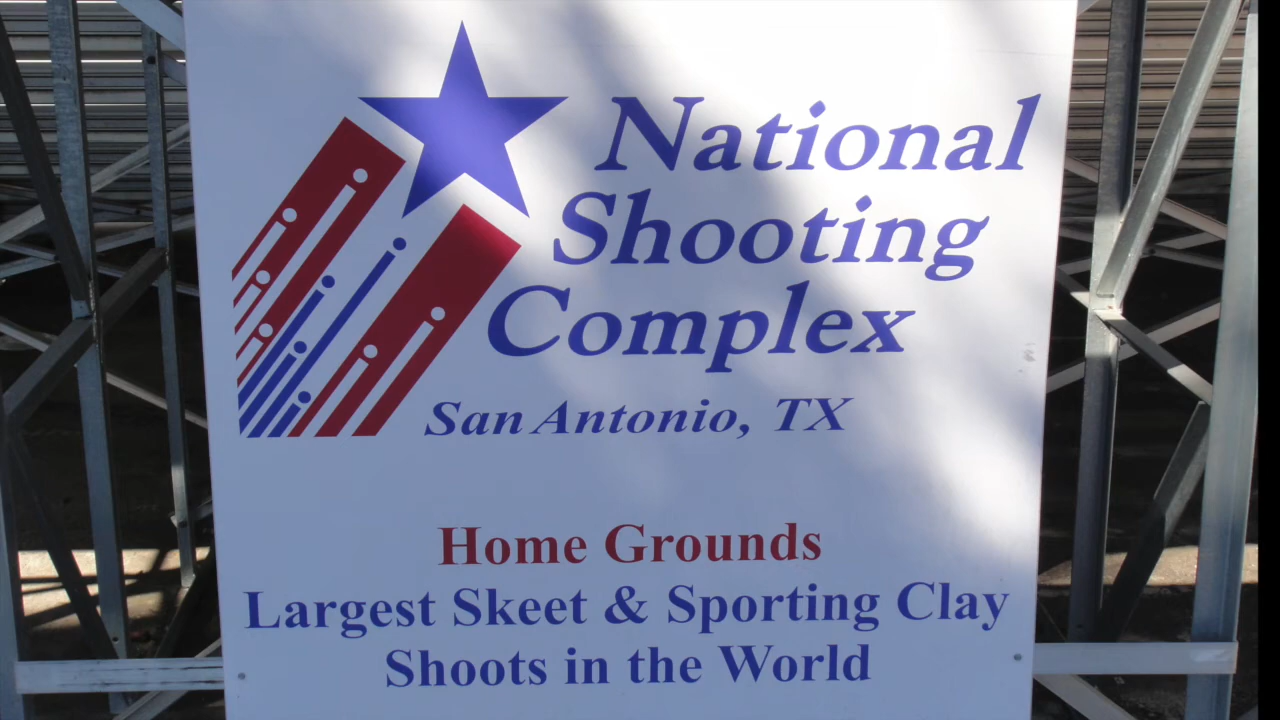 National
Shooting
Complex
San Antonio, TX
Home Grounds
Largest Skeet & Sporting Clay
Shoots in the World